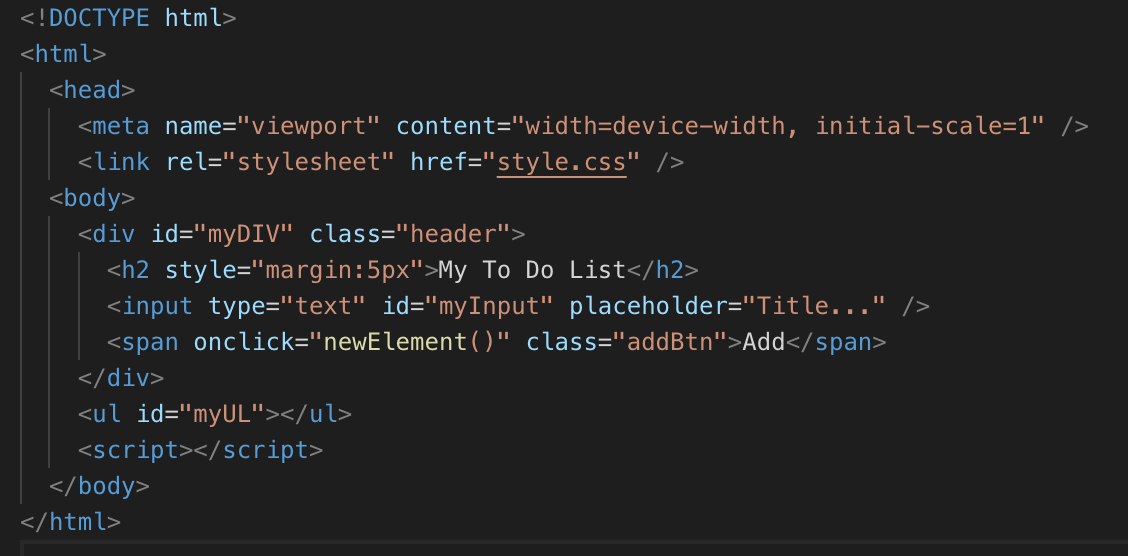 <!DOCTYPE html>
<html>
<head>
<meta name="viewport" content="width=device-width, initial-scale=1" />
<link rel="stylesheet" href="style.css" />
<body>
<div id="myDIV" class="header">
<h2 style="margin:5px">My To Do List</h2>
<input type="text" id="myInput" placeholder="Title..." />
<span onclick="newElement()" class="addBtn">Add</span>
</div>
<ul id="myUL"></ul>
<script></script>
</body>
</html>